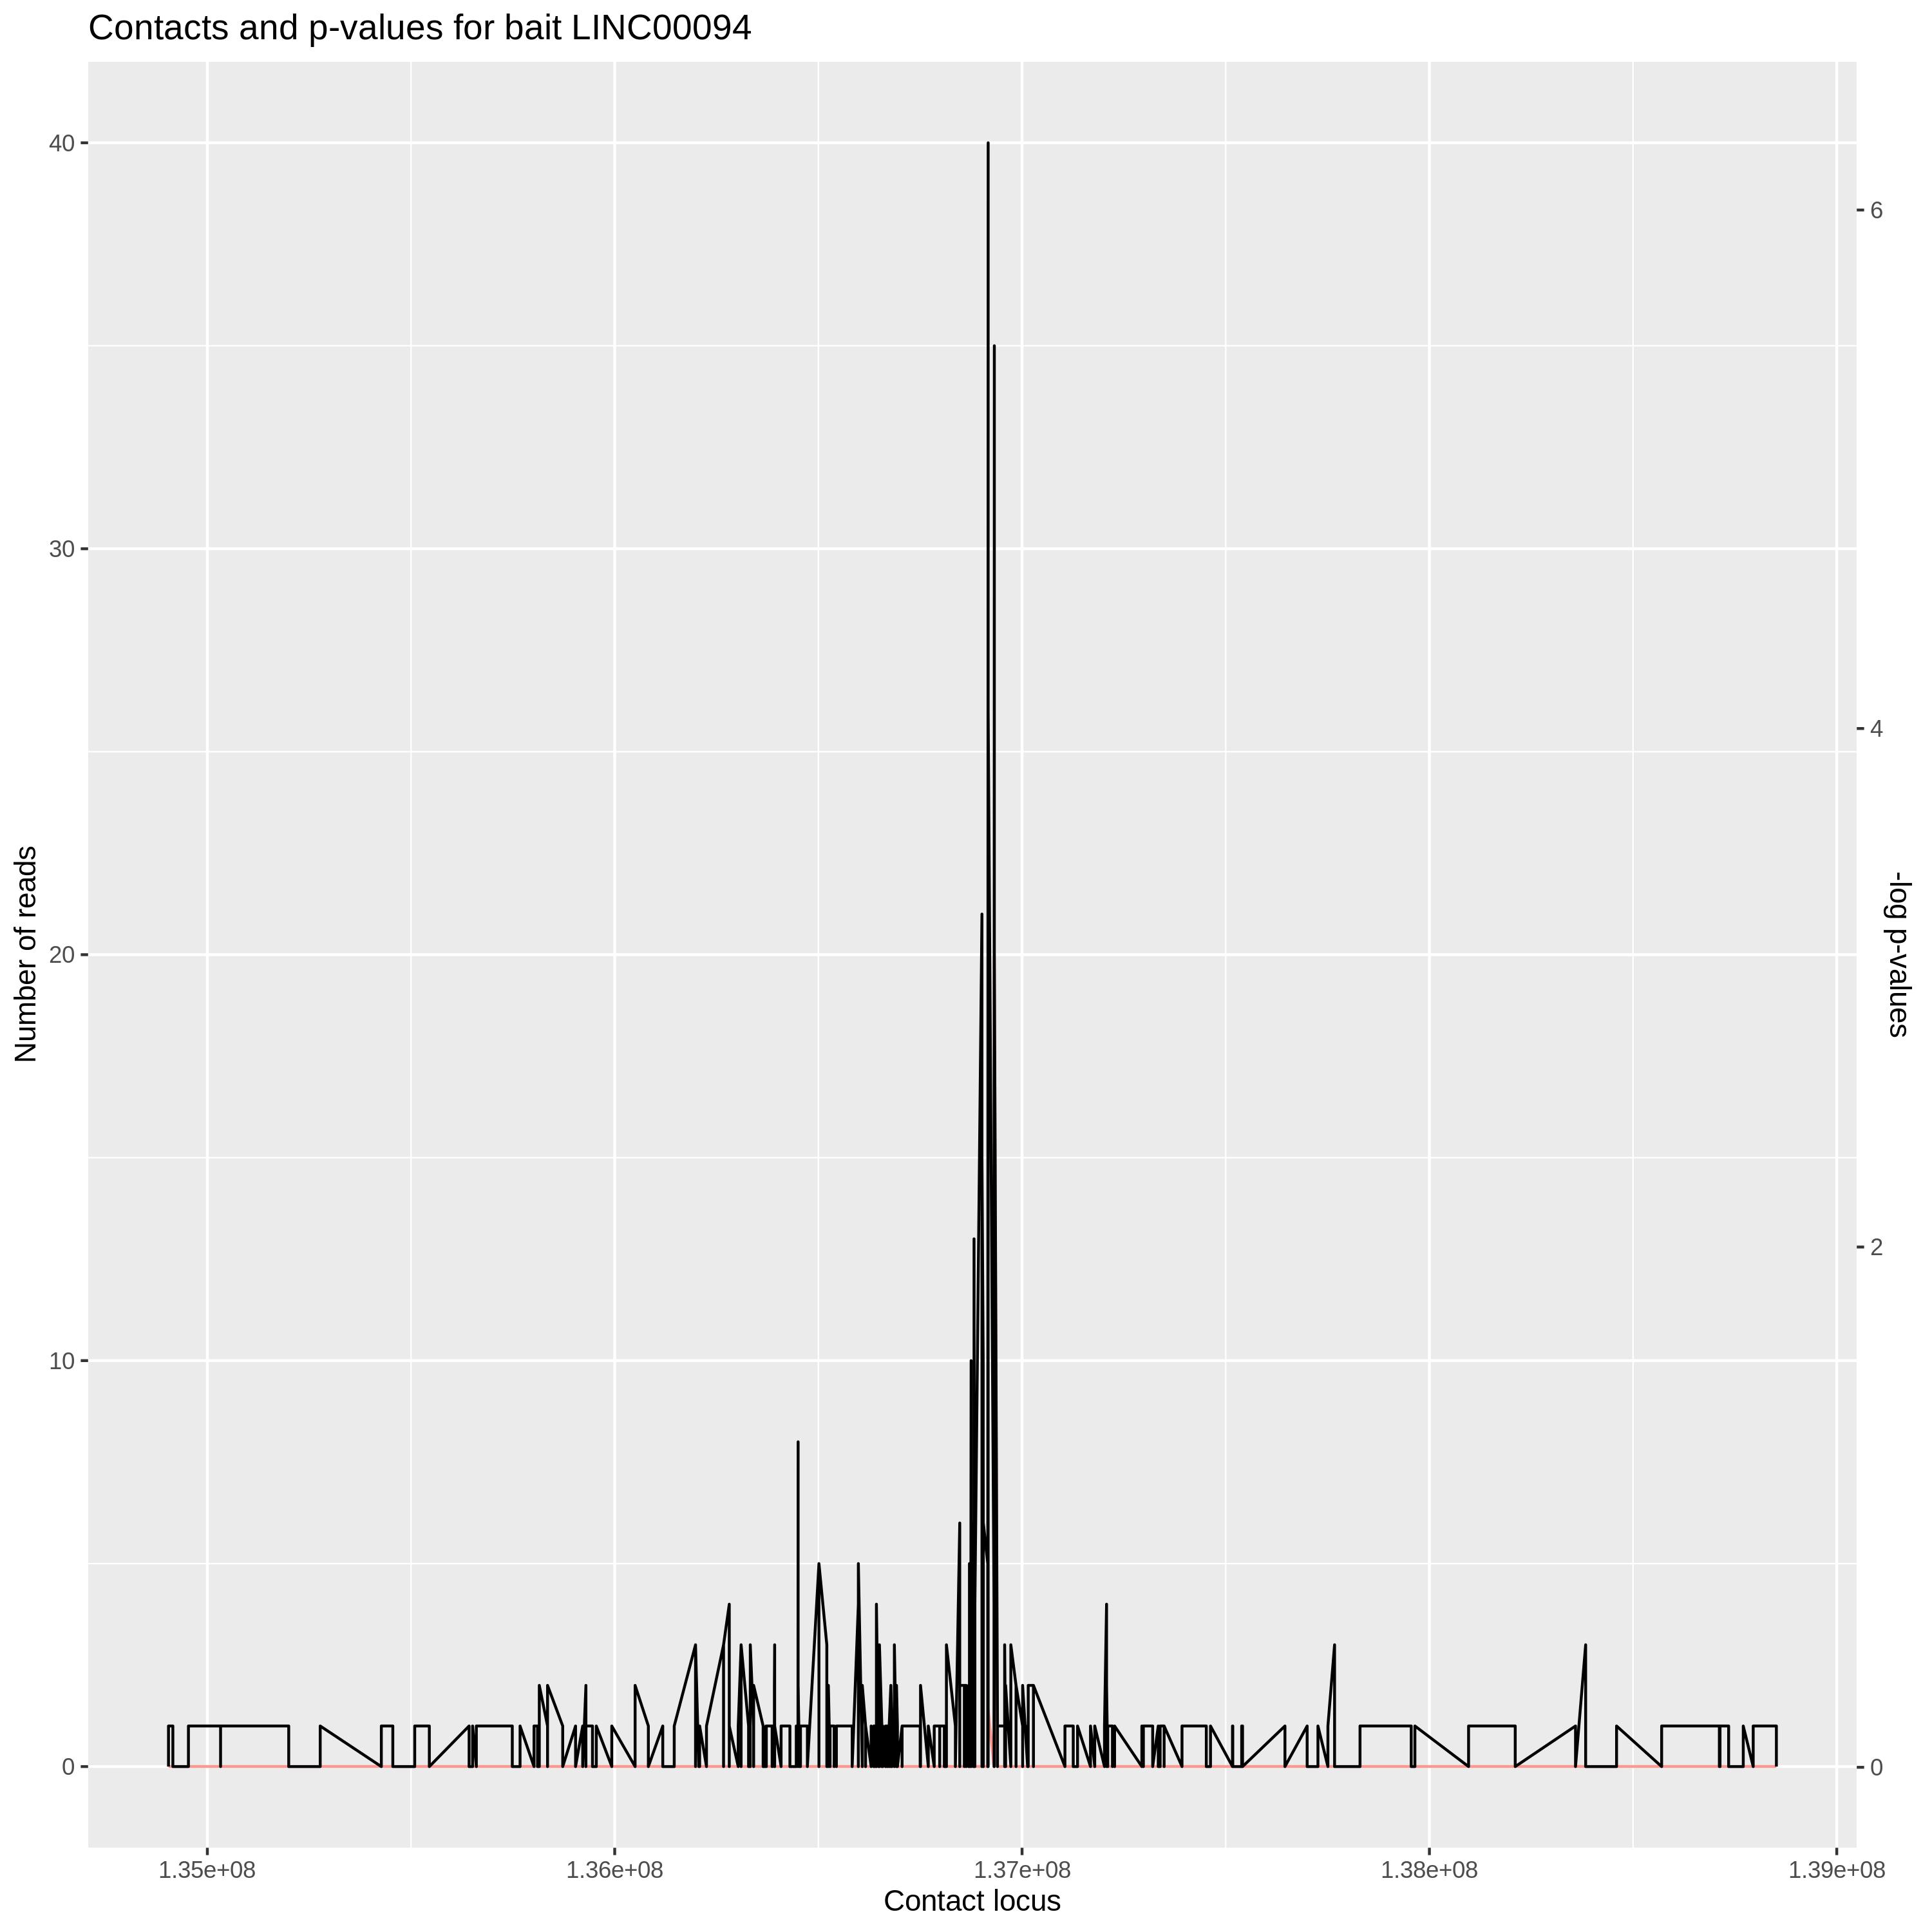 Contacts and p-values for bait LINC00094
40
30
20
10
0
Number of reads
6
4
2
0
-log p-values
1.35e+08
1.36e+08
1.37e+08
1.38e+08
1.39e+08
Contact locus